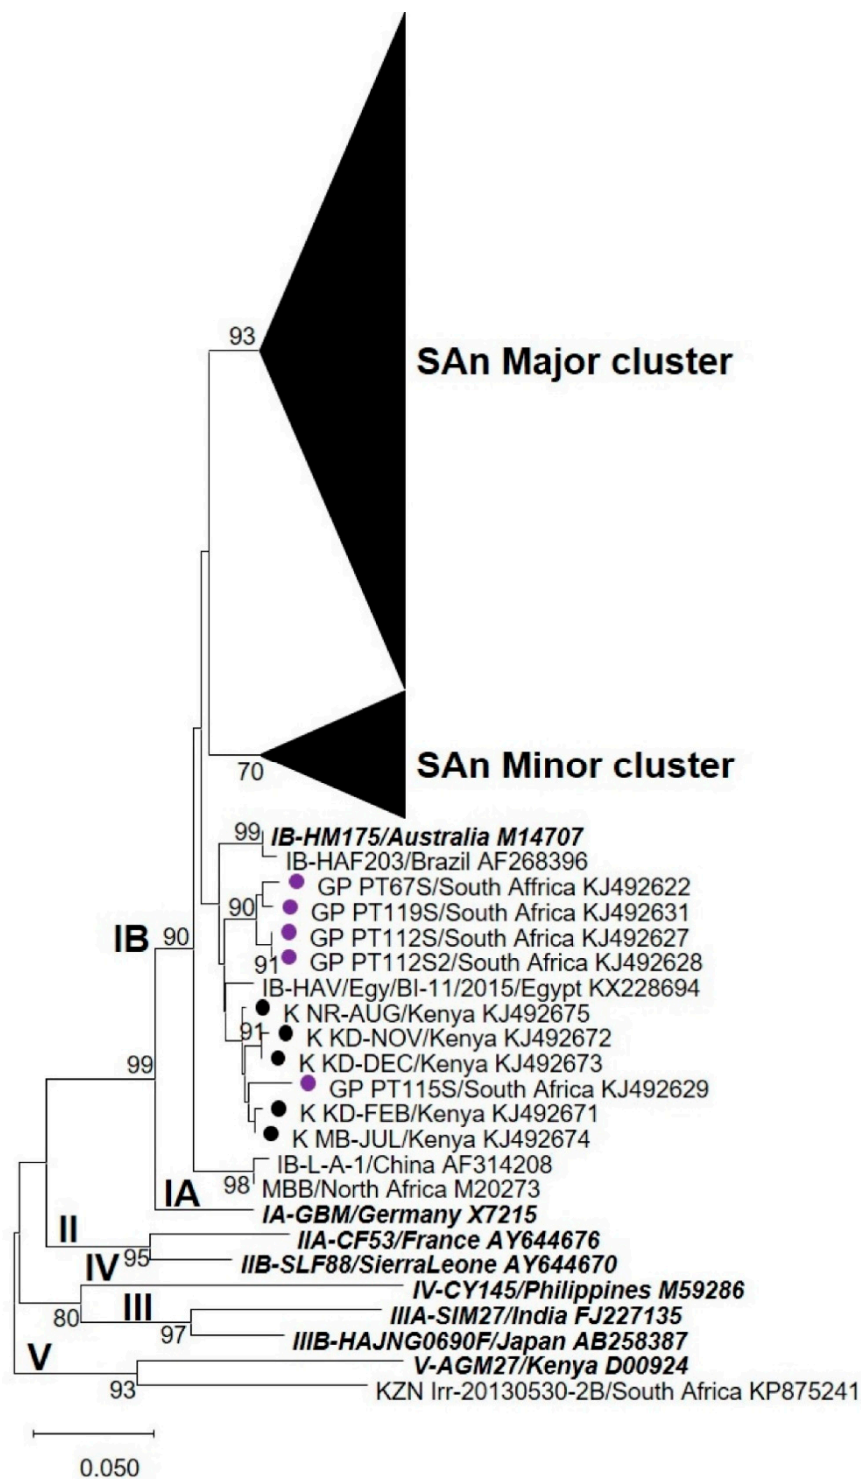 93
SAn Major cluster
SAn Minor cluster
70
99
IB-HM175/Australia M14707
IB-HAF203/Brazil AF268396
GP PT67S/South Affrica KJ492622
90
GP PT119S/South Africa KJ492631
IB
90
GP PT112S/South Africa KJ492627
91
GP PT112S2/South Africa KJ492628
IB-HAV/Egy/BI-11/2015/Egypt KX228694
K NR-AUG/Kenya KJ492675
91
K KD-NOV/Kenya KJ492672
99
K KD-DEC/Kenya KJ492673
GP PT115S/South Africa KJ492629
K KD-FEB/Kenya KJ492671
K MB-JUL/Kenya KJ492674
IB-L-A-1/China AF314208
98
IA
MBB/North Africa M20273
IA-GBM/Germany X7215
II
IIA-CF53/France AY644676
IV
95
IIB-SLF88/SierraLeone AY644670
IV-CY145/Philippines M59286
80
III
IIIA-SIM27/India FJ227135
97
IIIB-HAJNG0690F/Japan AB258387
V
V-AGM27/Kenya D00924
93
KZN Irr-20130530-2B/South Africa KP875241
0.050